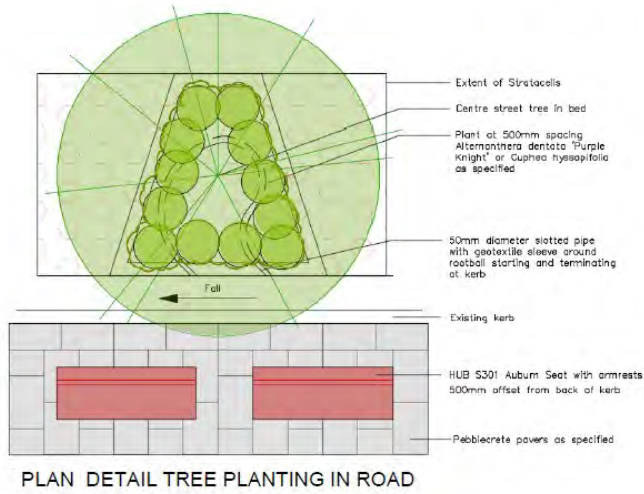 Extent of Stratacells
Centre street tree in bed
Plant at 500mm spacing
Alternanthera dentata 'Purple
Knight' or Cuphea hyssopifolia
as specified
50mm diameter slotted pipe
with geotextile sleeve around
rootball starting and terminating
at kerb
Fall
Existing kerb
HUB S301 Auburn Seat with armrests
500mm offset from back of kerb
Pebblecrete pavers as specified
PLAN DETAIL TREE PLANTING IN ROAD